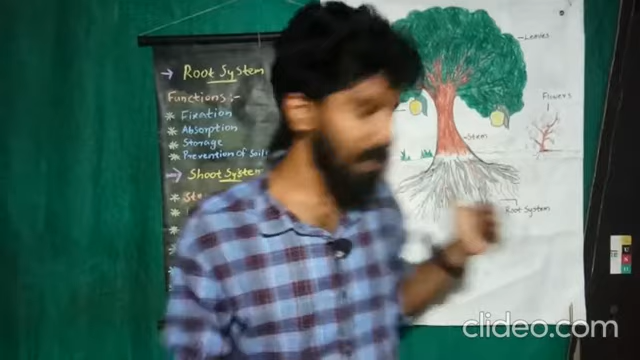 Root System
Functions:-
Fixation
Absorption
Storage
Prevention of Soil
Shoot System
Leaves
Flowers
Stem
Root System
clideo.com